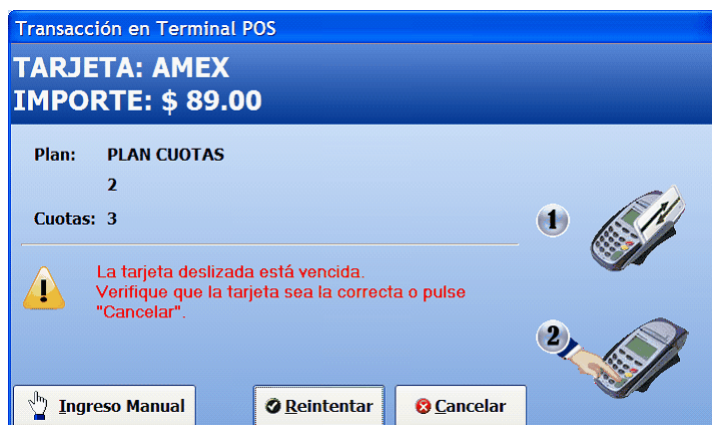 Transacción en Terminal POS
TARJETA: AMEX
IMPORTE: $ 89.00
Plan: PLAN CUOTAS
2
Cuotas: 3
1
La tarjeta deslizada está vencida.
Verifique que la tarjeta sea la correcta o pulse
"Cancelar".
2
Ingreso Manual
Reintentar
Cancelar